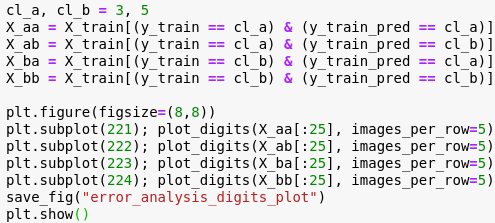 cl_a, cl_b = 3, 5
X_aa = X_train[(y_train == cl_a) & (y_train_pred == cl_a)]
X_ab = X_train[(y_train == cl_a) & (y_train_pred == cl_b)]
X_ba = X_train[(y_train == cl_b) & (y_train_pred == cl_a)]
X_bb = X_train[(y_train == cl_b) & (y_train_pred == cl_b)]

plt.figure(figsize=(8,8))
plt.subplot(221); plot_digits(X_aa[:25], images_per_row=5)
plt.subplot(222); plot_digits(X_ab[:25], images_per_row=5)
plt.subplot(223); plot_digits(X_ba[:25], images_per_row=5)
plt.subplot(224); plot_digits(X_bb[:25], images_per_row=5)
save_fig("error_analysis_digits_plot")
plt.show()